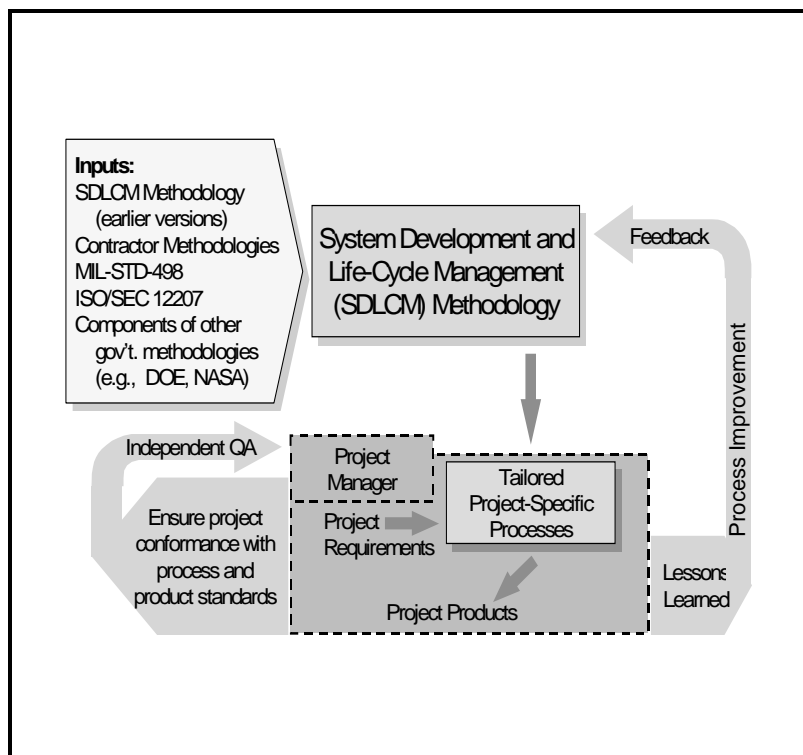 Inputs:
SDLCM Methodology
(earlier versions)
Contractor Methodologies
MIL-STD-498
ISO/SEC 12207
Components of other
gov't. methodologies
(e.g., DOE, NASA)
System Development and
Life-Cycle Management
(SDLCM) Methodology
Feedback
Process Improvement
Independent QA
Project
Manager
Tailored
Project-Specific
Processes
Project
Requirements
Ensure project
conformance with
process and
product standards
Project Products
Lessons
Learned